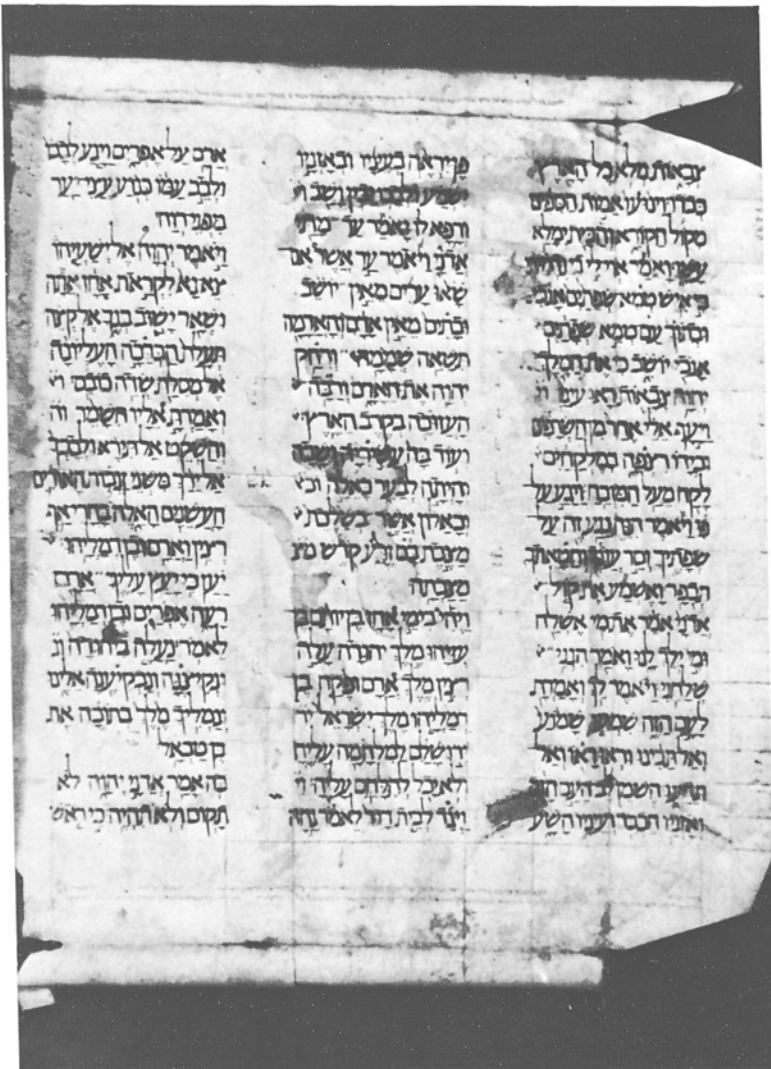 צבאות מלא כל הארץ
כבודו וינעו אמות הספים
מקול הקורא והבית ימלא
עשן ואמר אוי לי כי נדמיתי
כי איש טמא שפתים אנכי
ובתוך עם טמא שפתים
אנכי יושב כי את המלך
יהוה צבאות ראו עיני וי
ויעף אלי אחד מן השרפים
ובידו רצפה במלקחים
לקח מעל המזבח ויגע על
פי ויאמר הנה נגע זה על
שפתיך וסר עונך וחטאתך
תכפר ואשמע את קול
אדני אמר את מי אשלח
ומי ילך לנו ואמר הנני
שלחני ויאמר לך ואמרת
לעם הזה שמעו שמוע
ואל תבינו וראו ראו ואל
תדעו השמן לב העם הזה
ואזניו הכבד ועיניו השע
פן יראה בעיניו ובאזניו
ישמע ולבבו יבין ושב ו
ורפא לו ואמר עד מתי
אדני ויאמר עד אשר אם
שאו ערים מאין יושב
ובתים מאין אדם והאדמה
תשאה שממה ורחק
יהוה את האדם ורבה
העזובה בקרב הארץ
ועוד בה עשיריה ושבה
והיתה לבער כאלה וכ
וכאלון אשר בשלכת
מצבת בם זרע קדש מצ
מצבתה
ויהי בימי אחז בן יותם בן
עזיהו מלך יהודה עלה
רצין מלך ארם ופקח בן
רמליהו מלך ישראל יר
ירושלם למלחמה עליה
ולא יכל להלחם עליה ו
ויגד לבית דוד לאמר נחה
ארם על אפרים וינע לבבו
ולבב עמו כנוע עצי יער
מפני רוח
ויאמר יהוה אל ישעיהו
צא נא לקראת אחז אתה
ושאר ישוב בנך אל קצה
תעלת הברכה העליונה
אל מסלת שדה כובס ו
ואמרת אליו השמר וה
והשקט אל תירא ולבבך
אל ירך משני זנבות האודים
העשנים האלה בחרי אף
רצין וארם ובן רמליהו
יען כי יעץ עליך ארם
רעה אפרים ובן רמליהו
לאמר נעלה ביהודה ונ
ונקיצנה ונבקיענה אלינו
ונמליך מלך בתוכה את
בן טבאל
כה אמר אדני יהוה לא
תקום ולא תהיה כי ראש